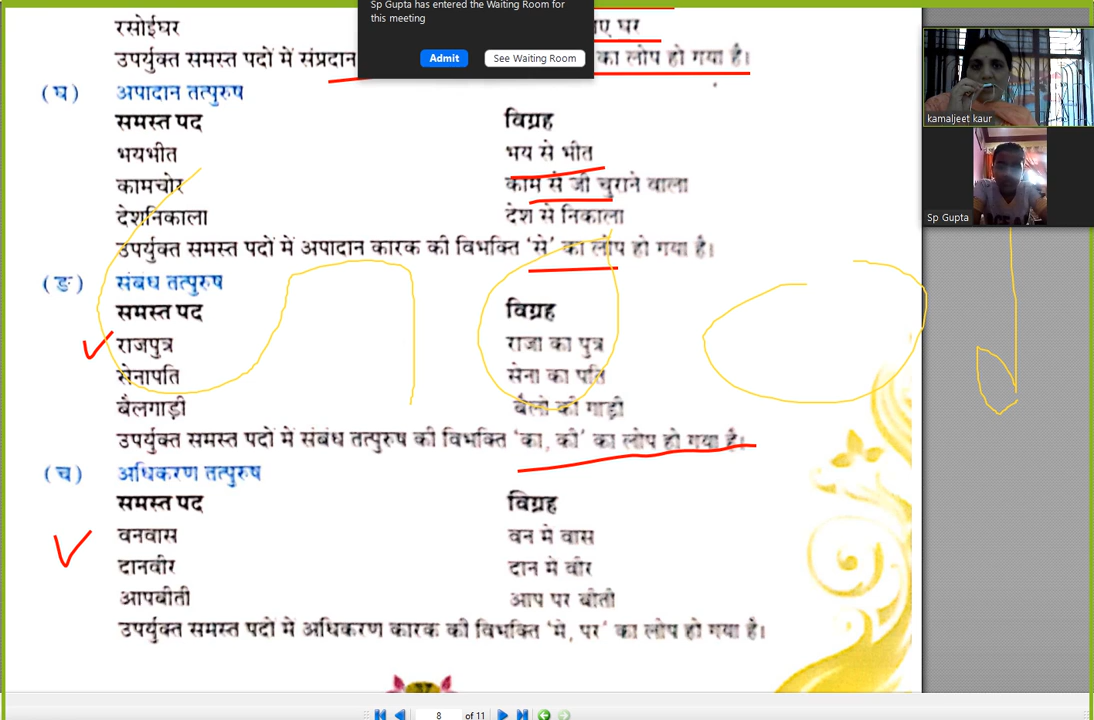 Sp Gupta has entered the Waiting Room for
this meeting
Admit See Waiting Room
kamaljeet kaur
Sp Gupta
रसोईघर घर
उपर्युक्त समस्त पदों में संप्रदान का लोप हो गया है।
(घ) अपादान तत्पुरुष
समस्त पद विग्रह
भयभीत भय से भीत
कामचोर काम से जी चुराने वाला
देशनिकाला देश से निकाला
उपर्युक्त समस्त पदों में अपादान कारक की विभक्ति ‘से’ का लोप हो गया है।
(ङ) संबंध तत्पुरुष
समस्त पद विग्रह
राजपुत्र राजा का पुत्र
सेनापति सेना का पति
बैलगाड़ी बैलों की गाड़ी
उपर्युक्त समस्त पदों में संबंध तत्पुरुष की विभक्ति ‘का, की’ का लोप हो गया है।
(च) अधिकरण तत्पुरुष
समस्त पद विग्रह
वनवास वन में वास
दानवीर दान में वीर
आपबीती आप पर बीती
उपर्युक्त समस्त पदों में अधिकरण कारक की विभक्ति ‘में, पर’ का लोप हो गया है।
8 of 11